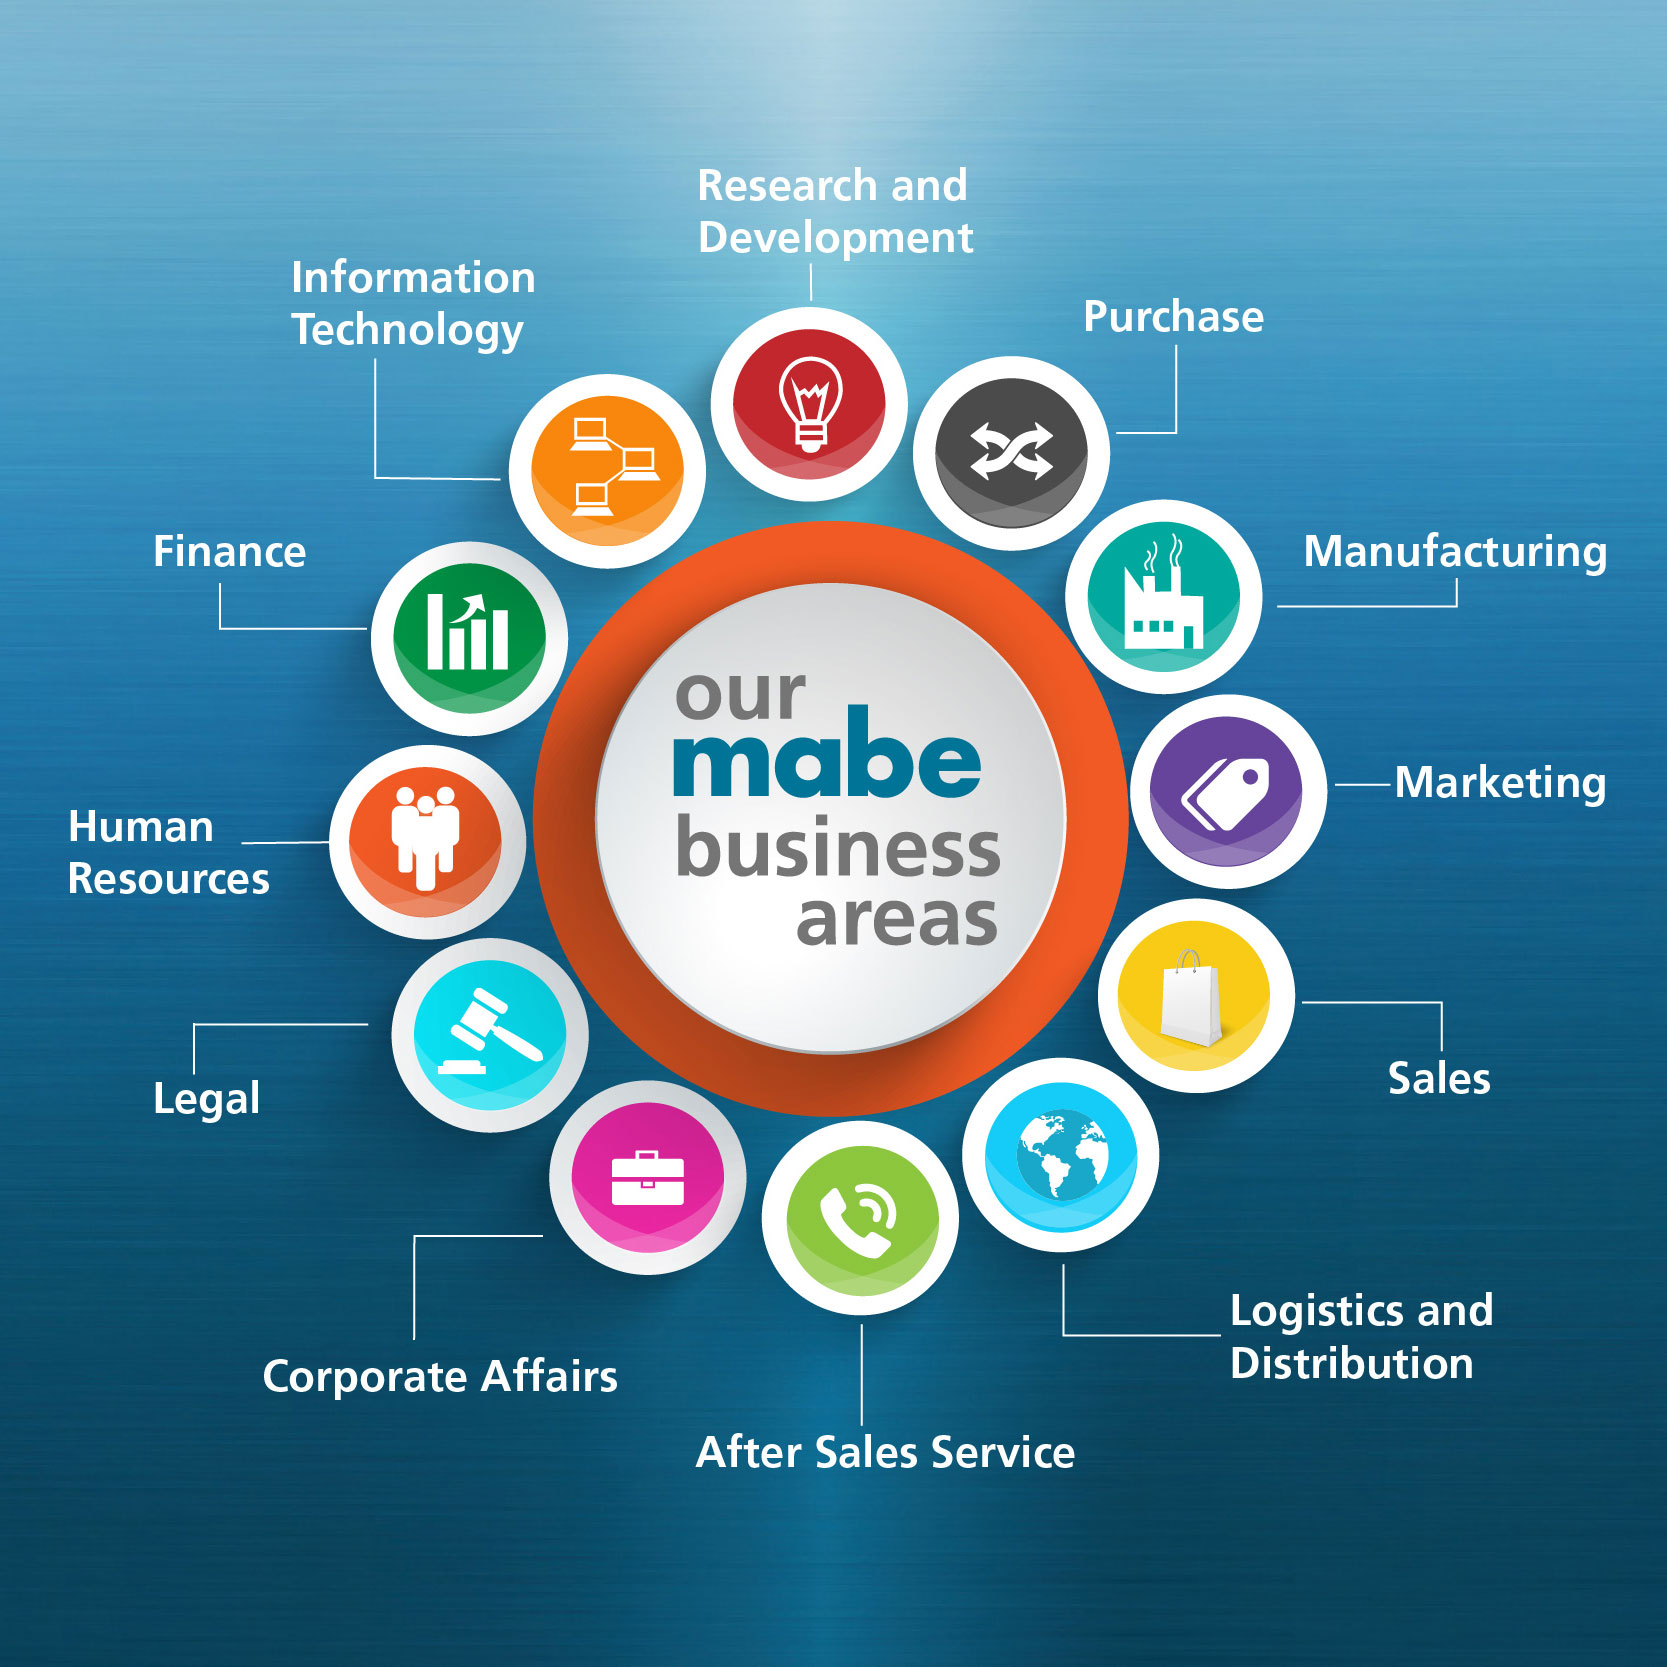 Research and
Development
Information
Technology
Purchase
Finance
Manufacturing
our
mabe
business
areas
Marketing
Human
Resources
Legal
Sales
Logistics and
Distribution
Corporate Affairs
After Sales Service